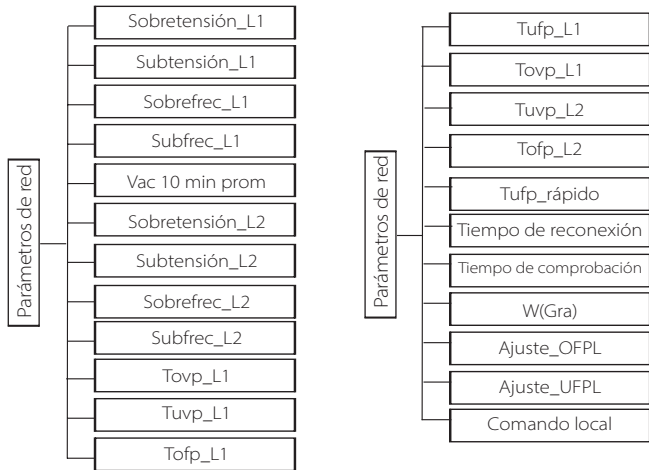 Parámetros de red
Sobretensión_L1
Subtensión_L1
Sobrefrec_L1
Subfrec_L1
Vac 10 min prom
Sobretensión_L2
Subtensión_L2
Sobrefrec_L2
Subfrec_L2
Tovp_L1
Tuvp_L1
Tofp_L1
Parámetros de red
Tufp_L1
Tovp_L1
Tuvp_L2
Tofp_L2
Tufp_rápido
Tiempo de reconexión
Tiempo de comprobación
W(Gra)
Ajuste_OFPL
Ajuste_UFPL
Comando local